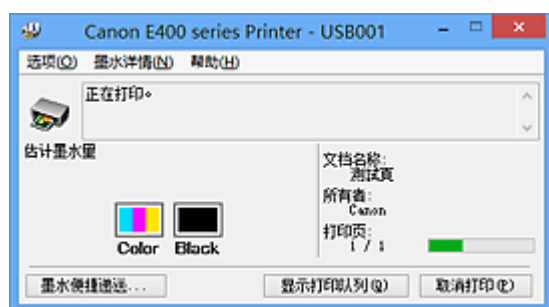 Canon E400 series Printer - USB001
选项(O) 墨水详情(N) 帮助(H)
正在打印。
估计墨水量
文档名称:
测试页
所有者:
Canon
打印页:
1 / 1
Color Black
墨水便捷递送... 显示打印队列(Q) 取消打印(P)